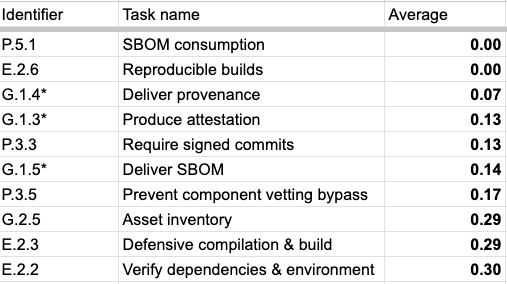 Identifier Task name Average
P.5.1 SBOM consumption 0.00
E.2.6 Reproducible builds 0.00
G.1.4* Deliver provenance 0.07
G.1.3* Produce attestation 0.13
P.3.3 Require signed commits 0.13
G.1.5* Deliver SBOM 0.14
P.3.5 Prevent component vetting bypass 0.17
G.2.5 Asset inventory 0.29
E.2.3 Defensive compilation & build 0.29
E.2.2 Verify dependencies & environment 0.30